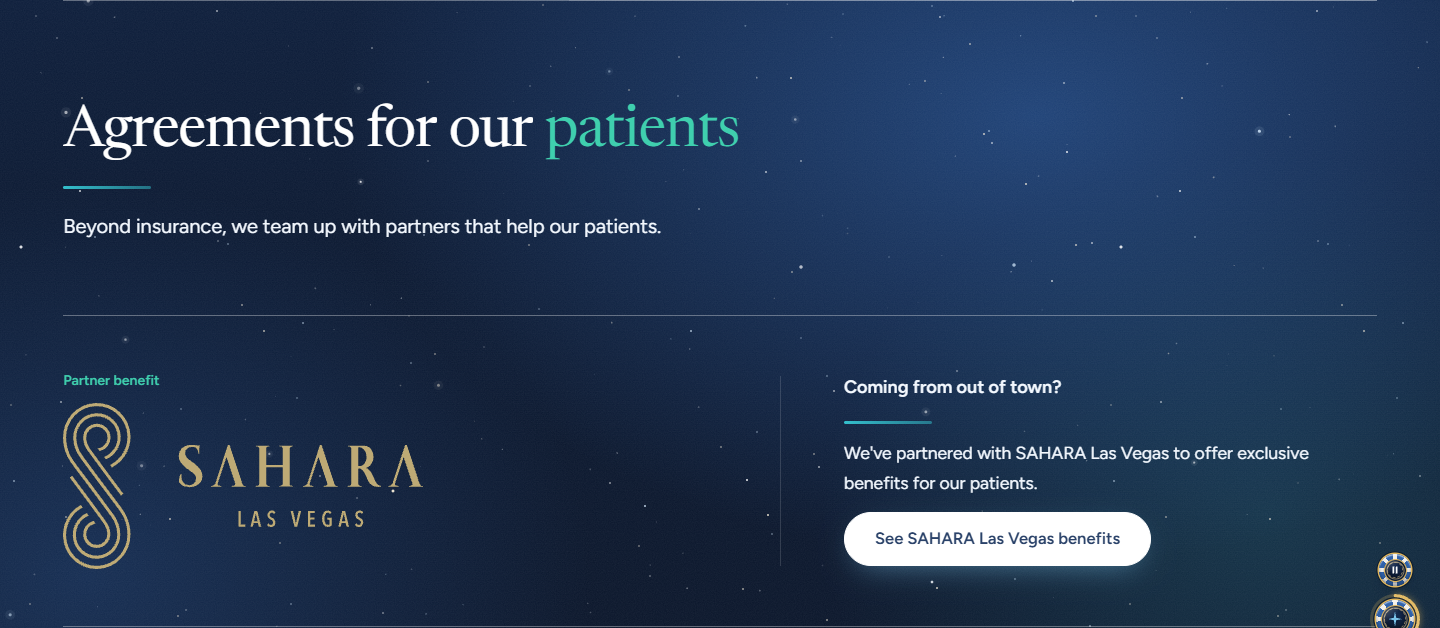 Agreements for our patients
Beyond insurance, we team up with partners that help our patients.
Partner benefit
SAHARA
LAS VEGAS
Coming from out of town?
We've partnered with SAHARA Las Vegas to offer exclusive
benefits for our patients.
See SAHARA Las Vegas benefits